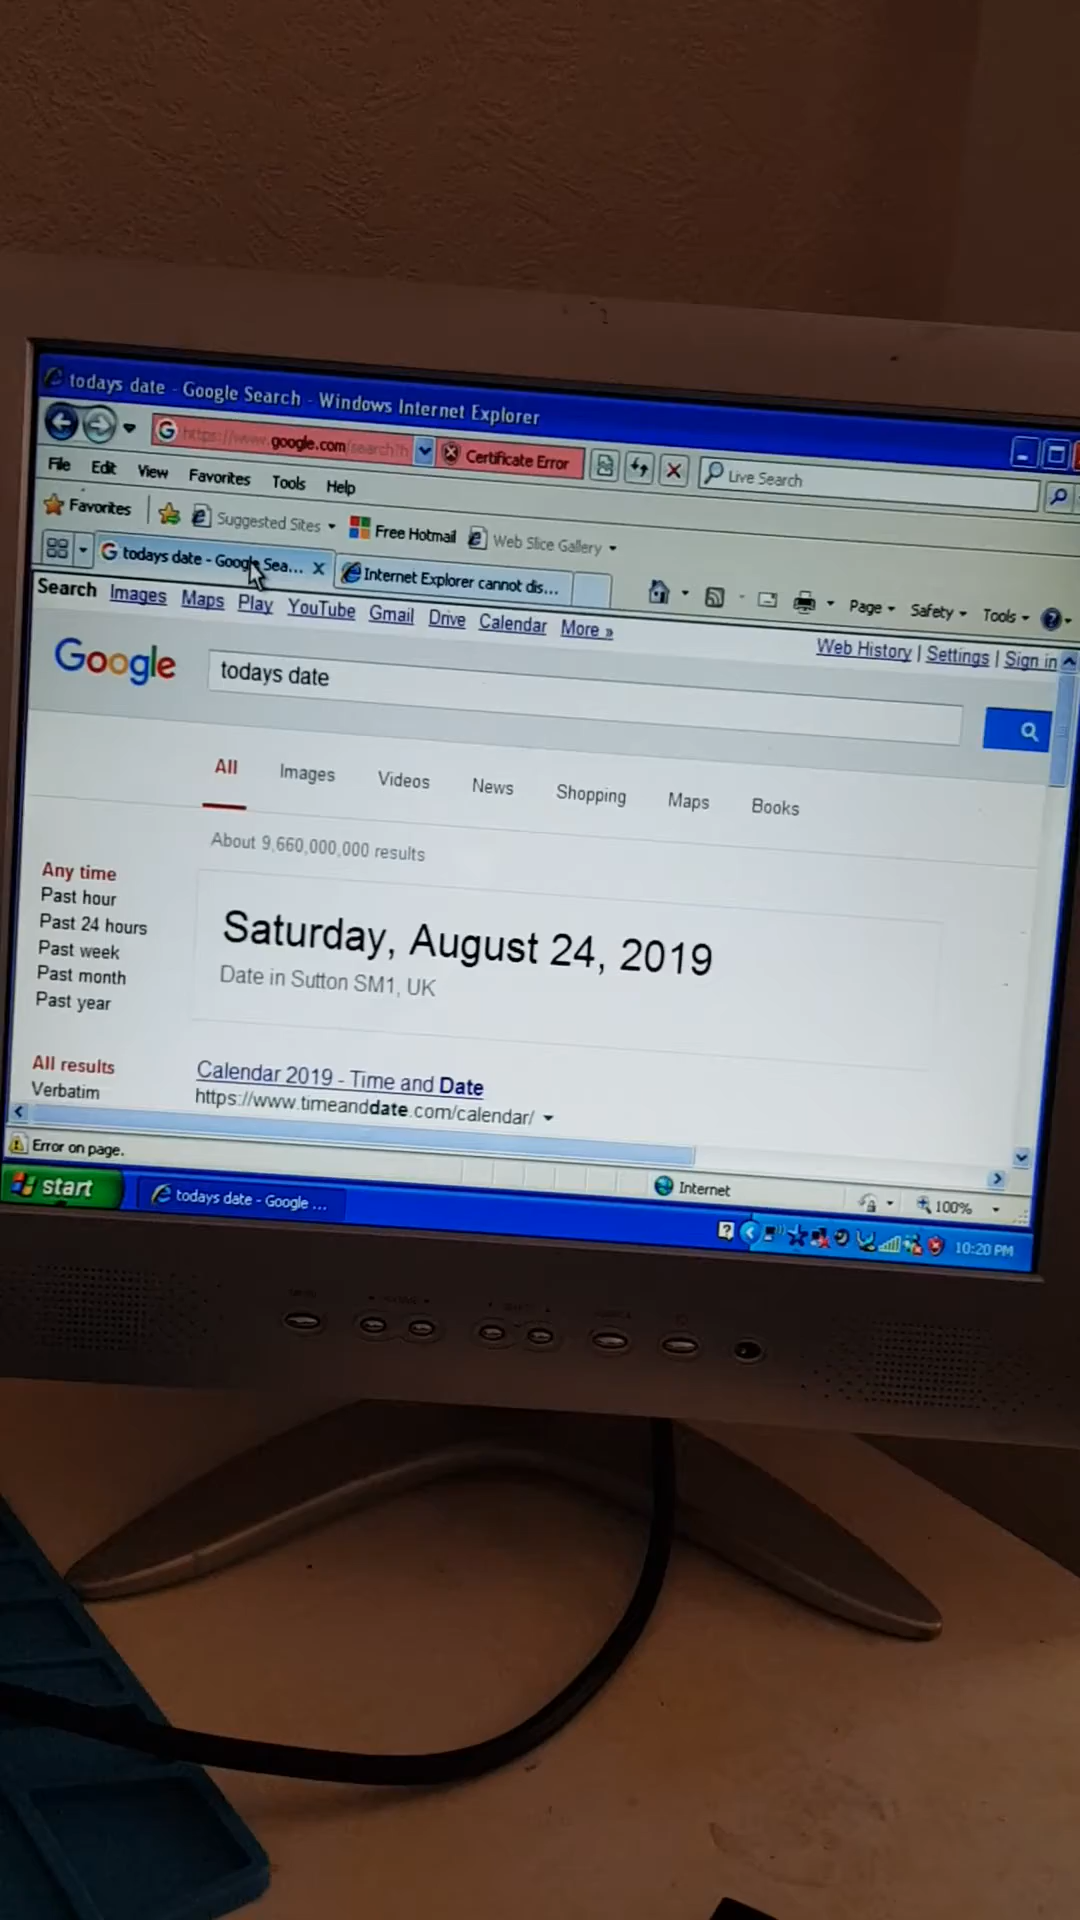 todays date - Google Search - Windows Internet Explorer
https://www.google.com/search?h
Certificate Error
Live Search
File Edit View Favorites Tools Help
Favorites Suggested Sites Free Hotmail Web Slice Gallery
todays date - Google Sea... Internet Explorer cannot dis...
Page Safety Tools
Search Images Maps Play YouTube Gmail Drive Calendar More »
Web History | Settings | Sign in
Google todays date
All Images Videos News Shopping Maps Books
About 9,660,000,000 results
Any time
Past hour
Past 24 hours
Past week
Past month
Past year
Saturday, August 24, 2019
Date in Sutton SM1, UK
All results
Verbatim
Calendar 2019 - Time and Date
https://www.timeanddate.com/calendar/
Error on page.
Internet
100%
start
todays date - Google ...
10:20 PM